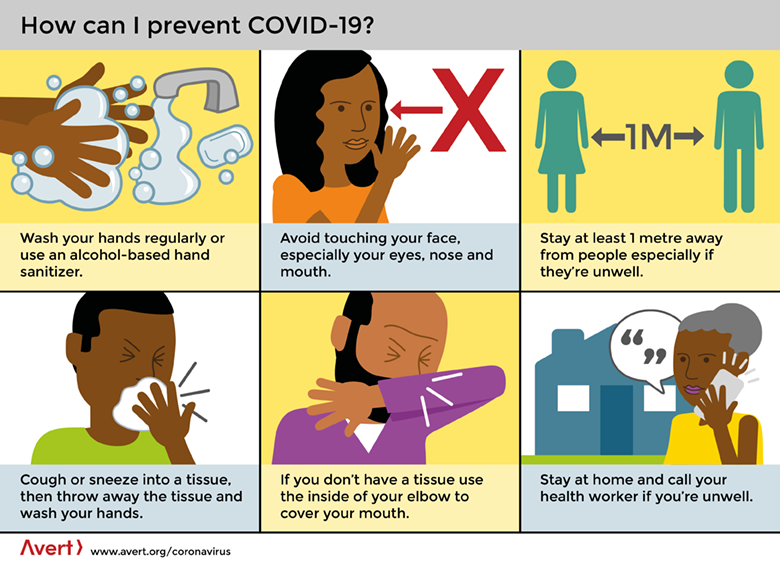 How can I prevent COVID-19?
X
1M
Wash your hands regularly or
use an alcohol-based hand
sanitizer.
Avoid touching your face,
especially your eyes, nose and
mouth.
Stay at least 1 metre away
from people especially if
they're unwell.
“ ”
Cough or sneeze into a tissue,
then throw away the tissue and
wash your hands.
If you don't have a tissue use
the inside of your elbow to
cover your mouth.
Stay at home and call your
health worker if you're unwell.
Avert www.avert.org/coronavirus